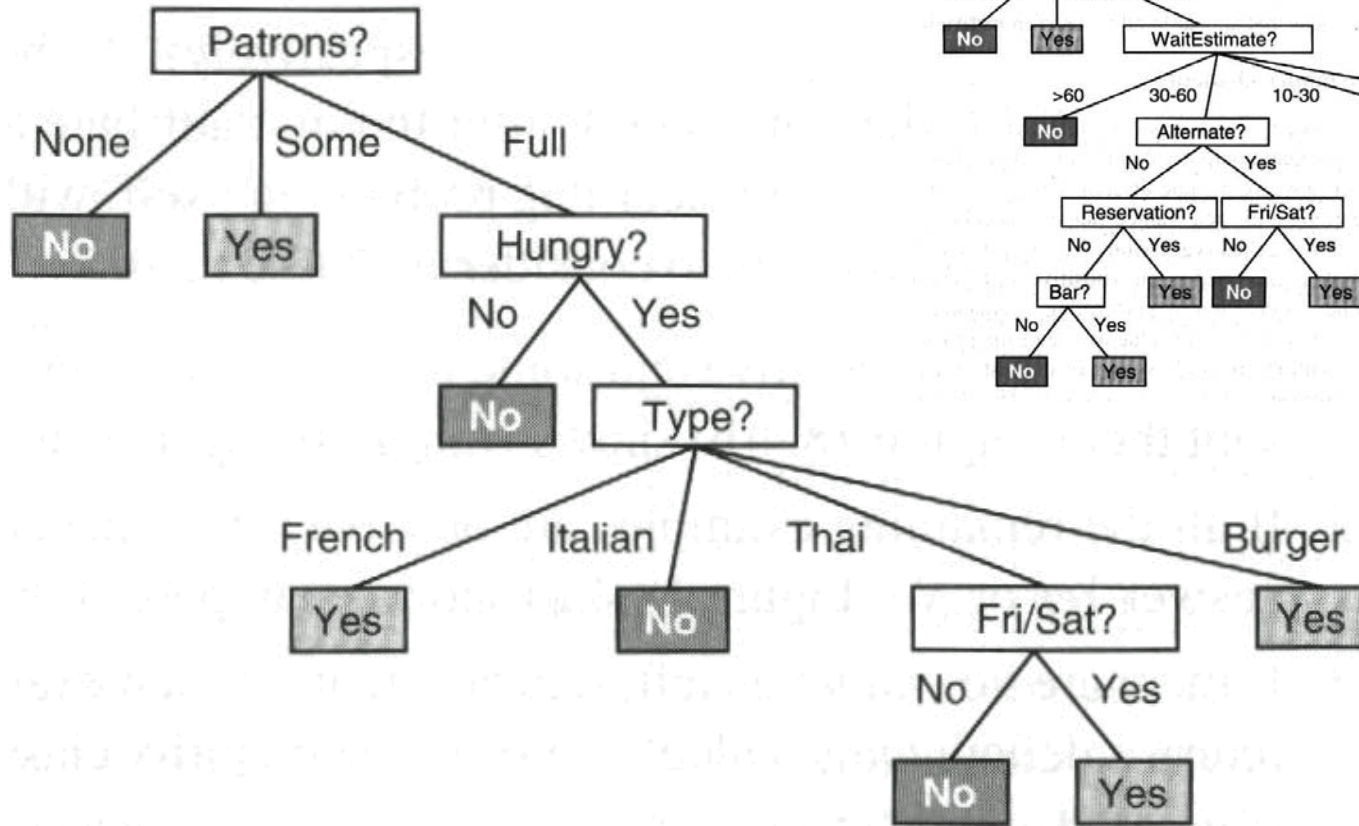 Patrons?
None Some Full
No Yes Hungry?
No Yes
No Type?
French Italian Thai Burger
Yes No Fri/Sat? Yes
No Yes
No Yes
No Yes WaitEstimate?
>60 30-60 10-30
No Alternate?
No Yes
Reservation? Fri/Sat?
No Yes No Yes
Bar? Yes No Yes
No Yes
No Yes